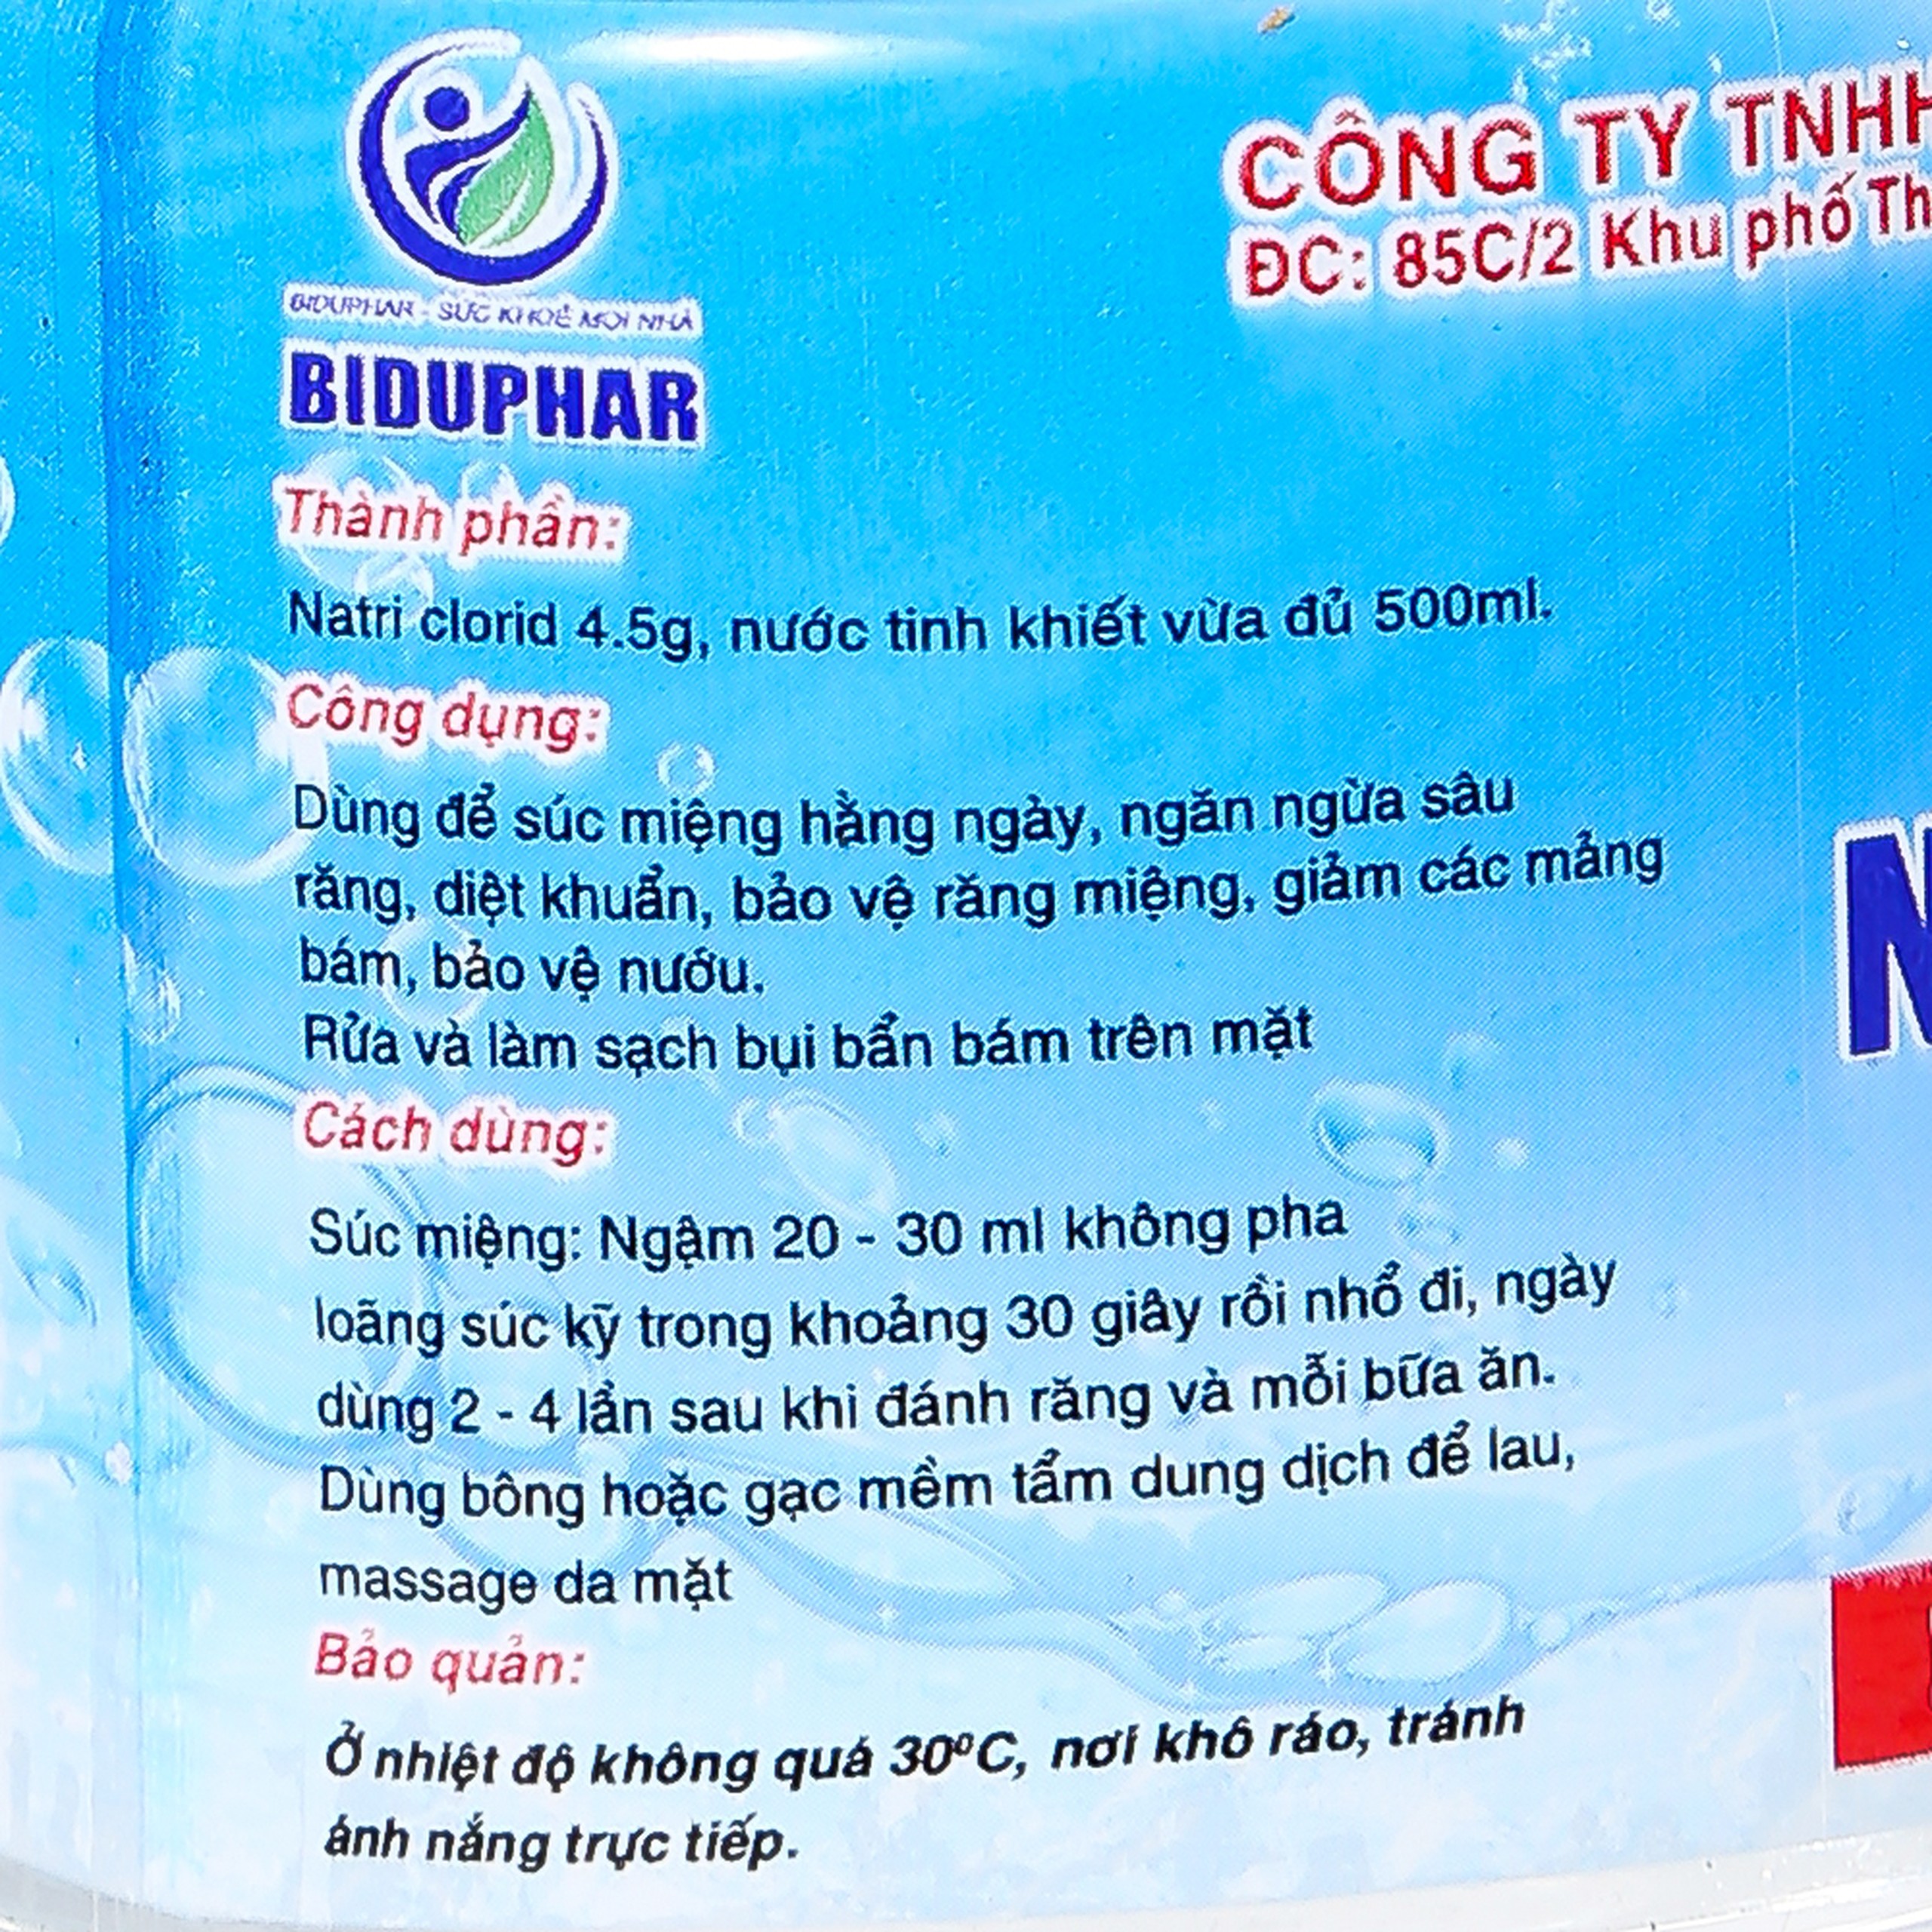 BIDUPHAR - SỨC KHOẺ MỌI NHÀ
BIDUPHAR
CÔNG TY TNHH
ĐC: 85C/2 Khu phố Th
Thành phần:
Natri clorid 4.5g, nước tinh khiết vừa đủ 500ml.
Công dụng:
Dùng để súc miệng hằng ngày, ngăn ngừa sâu
răng, diệt khuẩn, bảo vệ răng miệng, giảm các mảng
bám, bảo vệ nướu.
Rửa và làm sạch bụi bẩn bám trên mặt
Cách dùng:
Súc miệng: Ngậm 20 - 30 ml không pha
loãng súc kỹ trong khoảng 30 giây rồi nhổ đi, ngày
dùng 2 - 4 lần sau khi đánh răng và mỗi bữa ăn.
Dùng bông hoặc gạc mềm tẩm dung dịch để lau,
massage da mặt
Bảo quản:
Ở nhiệt độ không quá 30ºC, nơi khô ráo, tránh
ánh nắng trực tiếp.
N